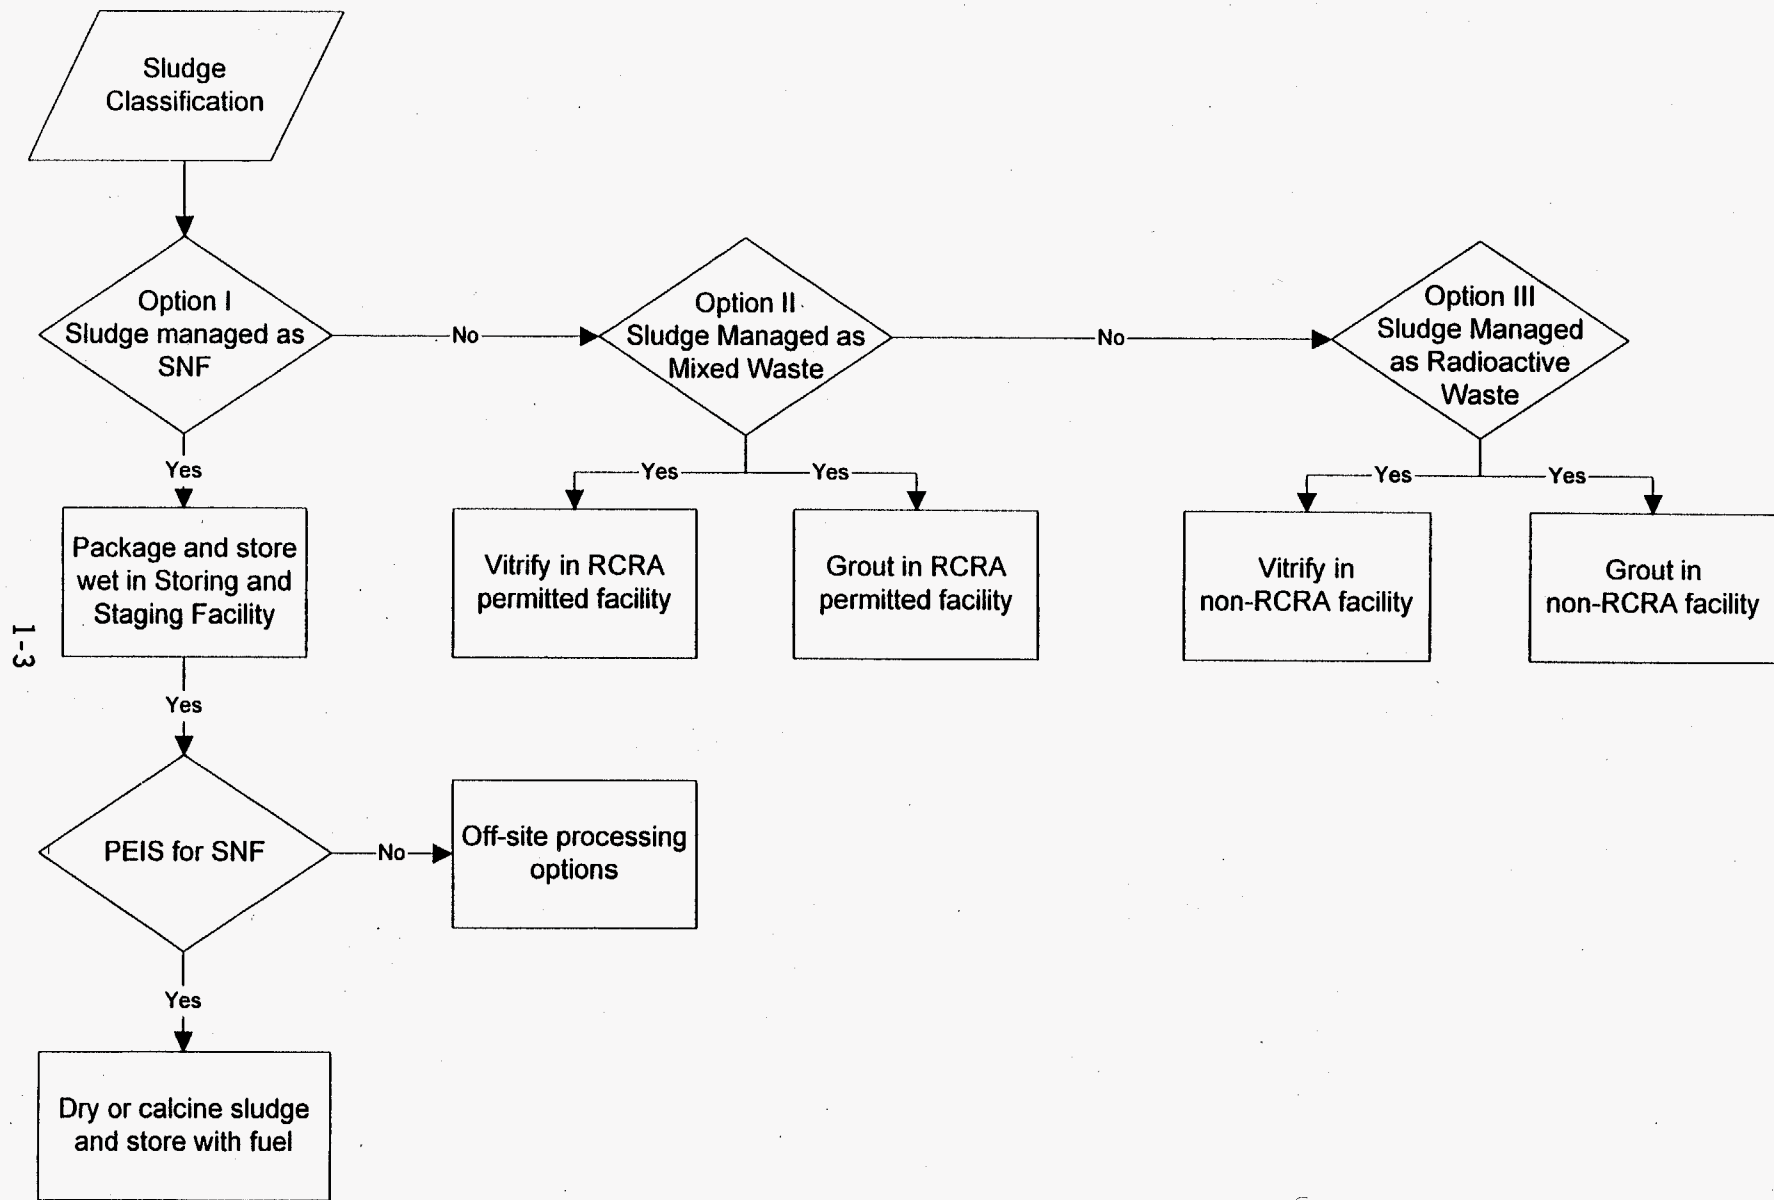 Sludge
Classification
Option I
Sludge managed as
SNF
No
Option II
Sludge Managed as
Mixed Waste
No
Option III
Sludge Managed
as Radioactive
Waste
Yes
Yes
Yes
Yes
Yes
Package and store
wet in Storing and
Staging Facility
Vitrify in RCRA
permitted facility
Grout in RCRA
permitted facility
Vitrify in
non-RCRA facility
Grout in
non-RCRA facility
1-3
Yes
PEIS for SNF
No
Off-site processing
options
Yes
Dry or calcine sludge
and store with fuel